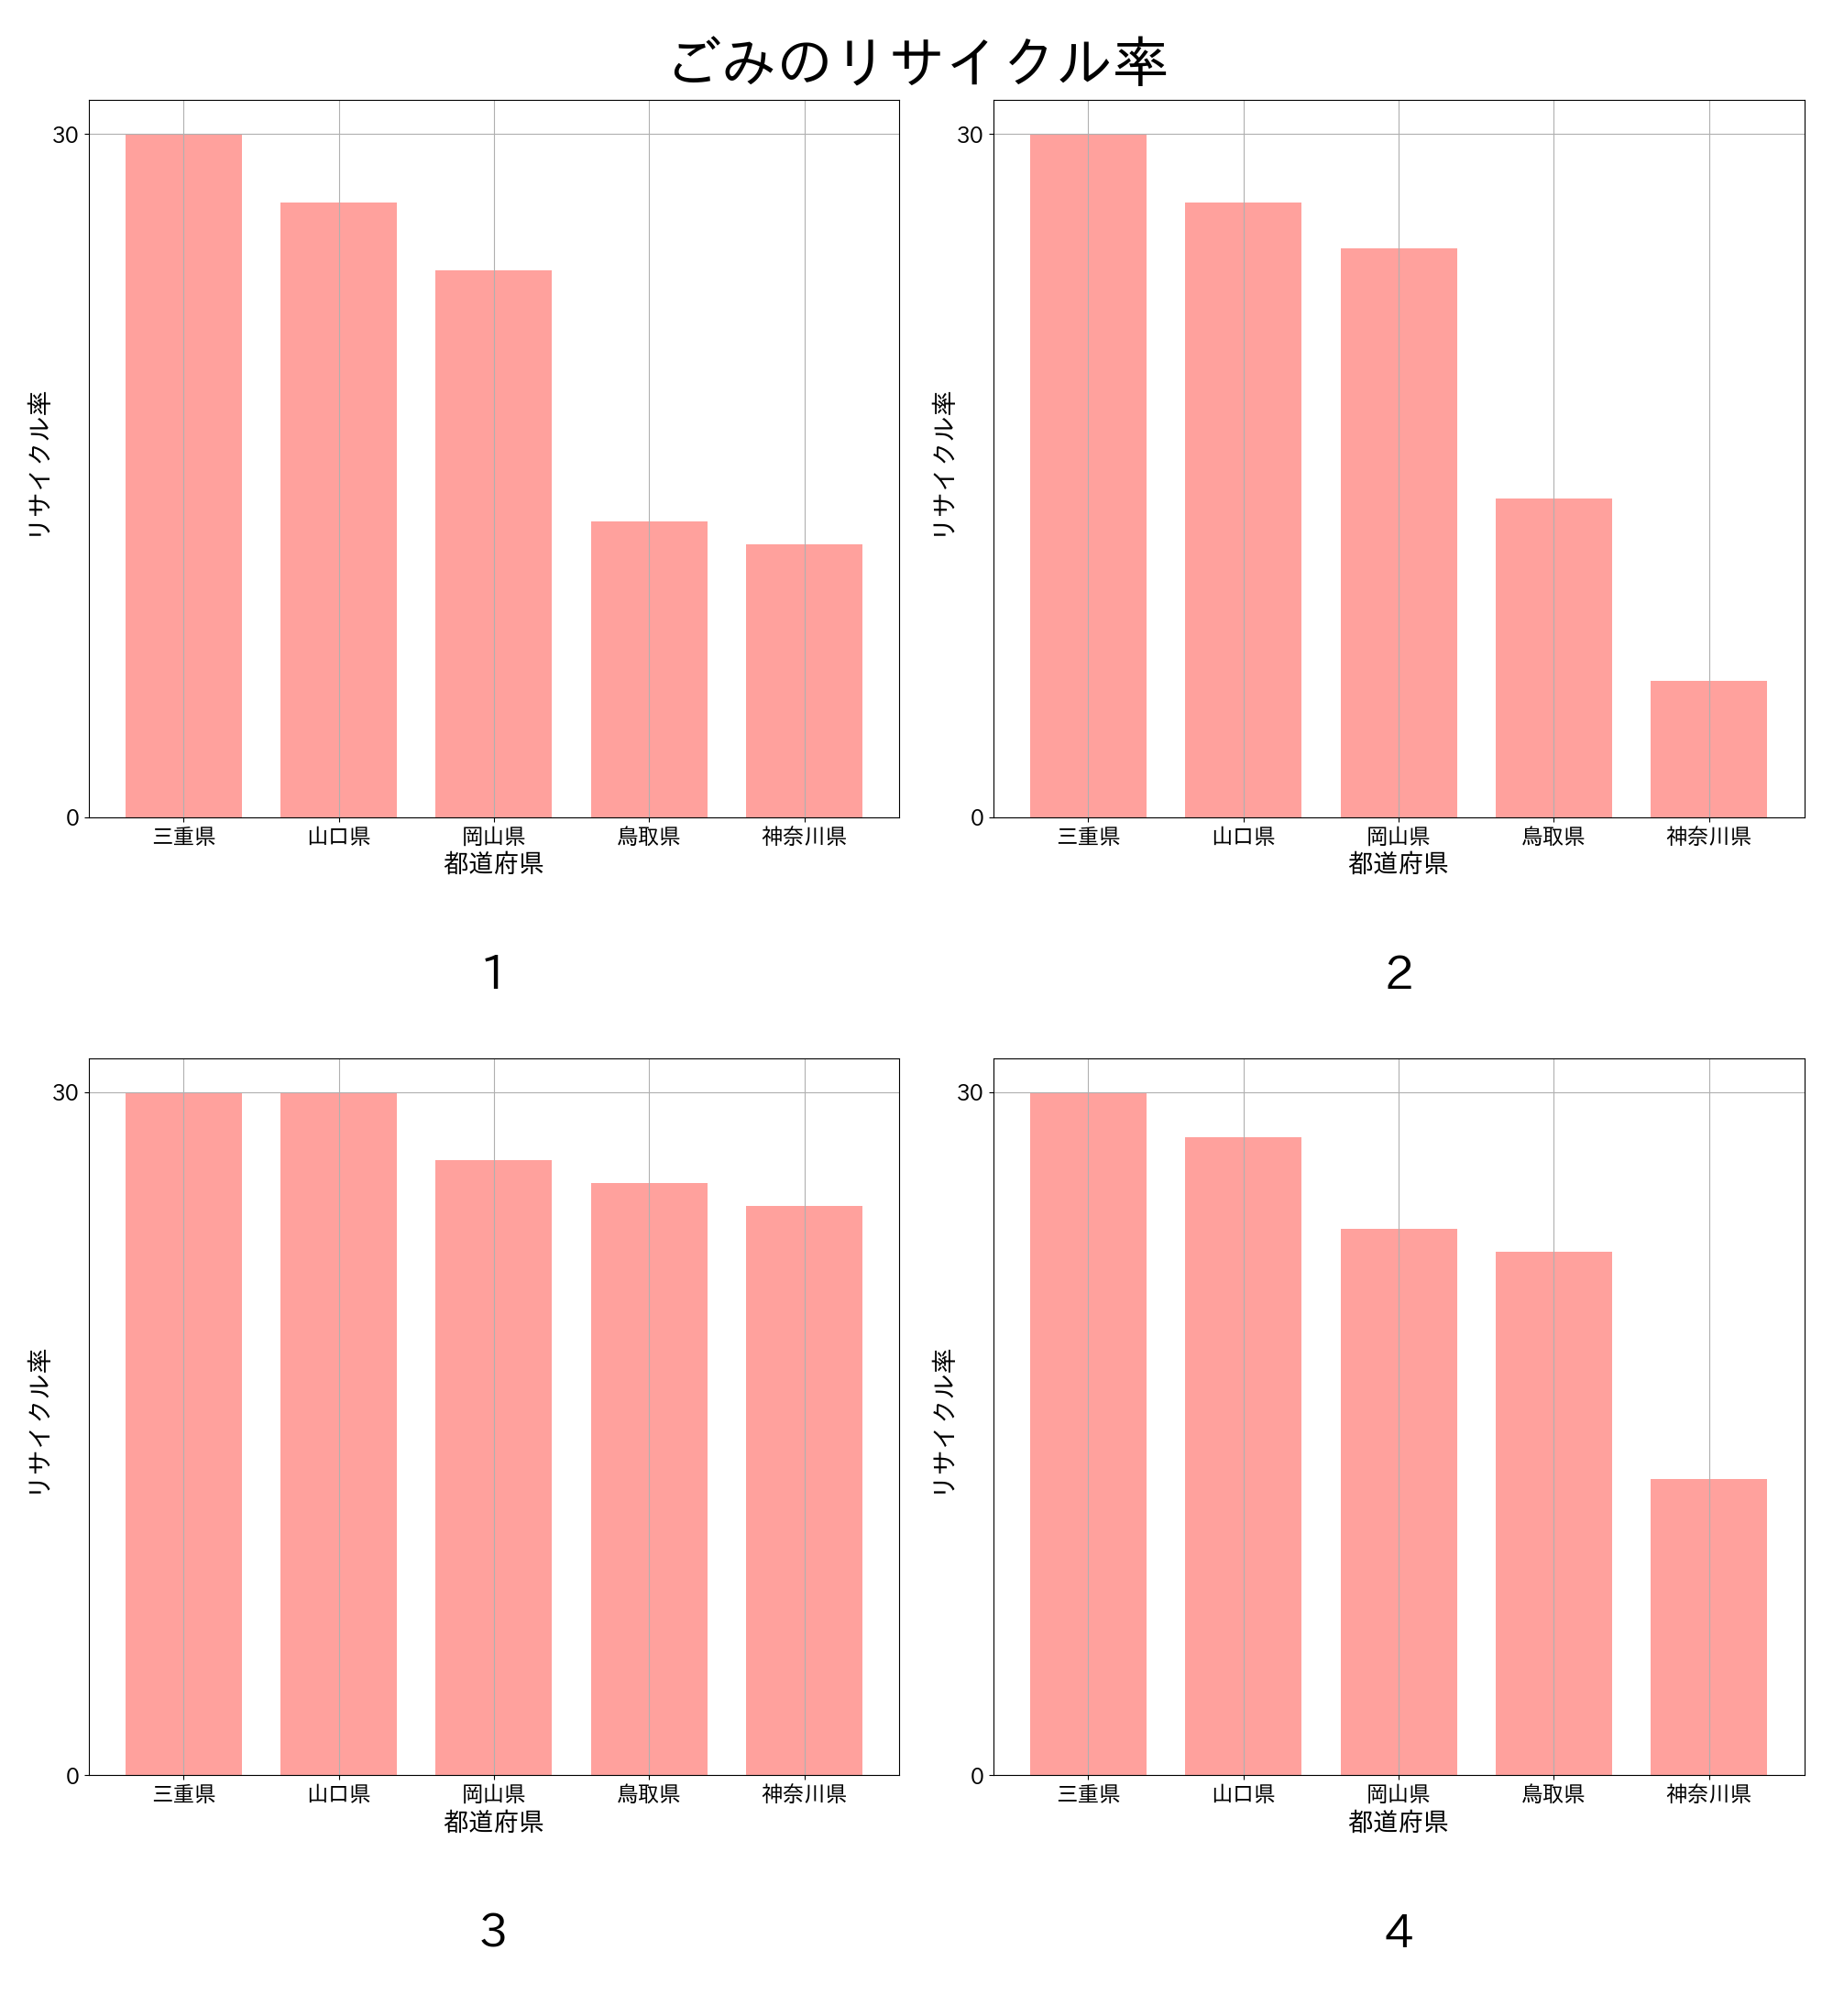 ごみのリサイクル率
30
0
リサイクル率
三重県 山口県 岡山県 鳥取県 神奈川県
都道府県
1
30
0
リサイクル率
三重県 山口県 岡山県 鳥取県 神奈川県
都道府県
2
30
0
リサイクル率
三重県 山口県 岡山県 鳥取県 神奈川県
都道府県
3
30
0
リサイクル率
三重県 山口県 岡山県 鳥取県 神奈川県
都道府県
4